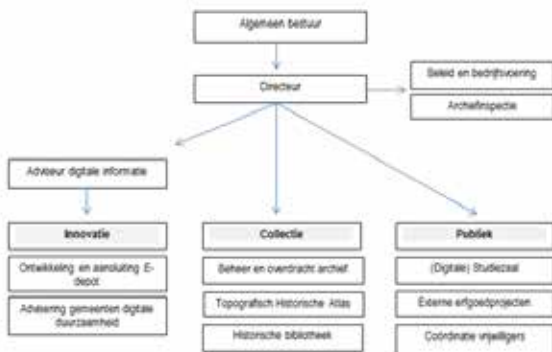 Algemeen bestuur
Directeur
Beleid en bedrijfsvoering
Archiefinspectie
Adviseur digitale informatie
Innovatie
Ontwikkeling en aansluiting E-
depot
Advisering gemeenten digitale
duurzaamheid
Collectie
Beheer en overdracht archief
Topografisch Historische Atlas
Historische bibliotheek
Publiek
(Digitale) Studiezaal
Externe erfgoedprojecten
Coördinatie vrijwilligers